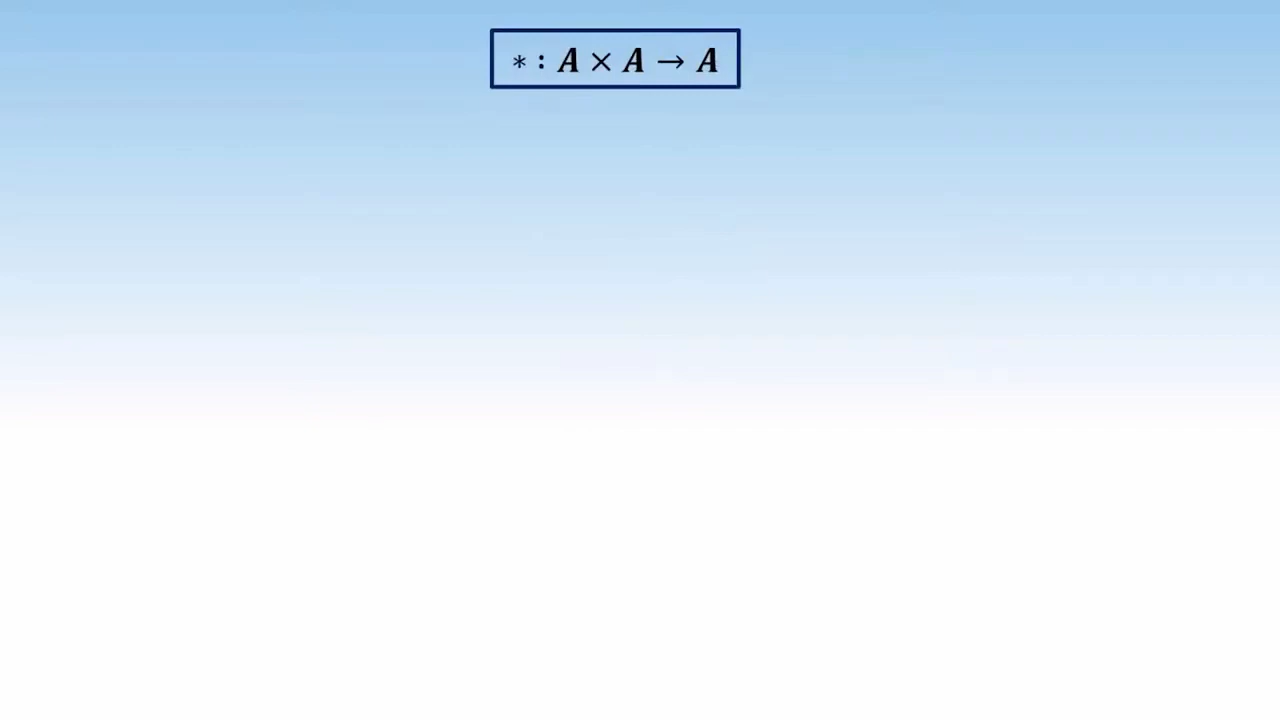 ∗ : A × A → A